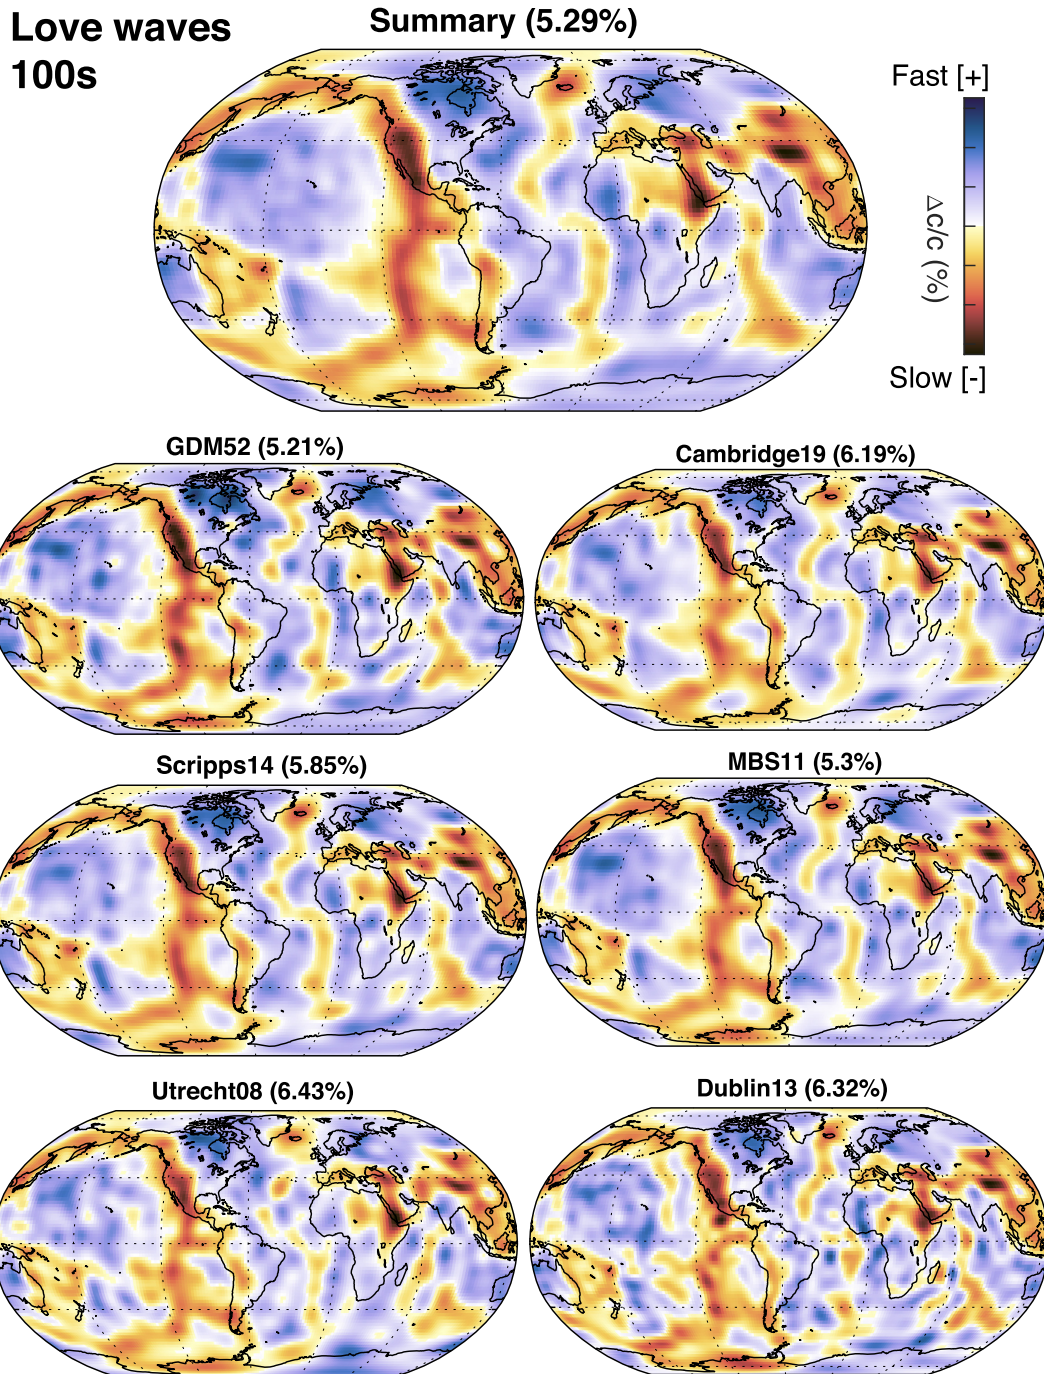 Love waves
100s
Summary (5.29%)
Fast [+]
Δc/c (%)
Slow [-]
GDM52 (5.21%)
Cambridge19 (6.19%)
Scripps14 (5.85%)
MBS11 (5.3%)
Utrecht08 (6.43%)
Dublin13 (6.32%)